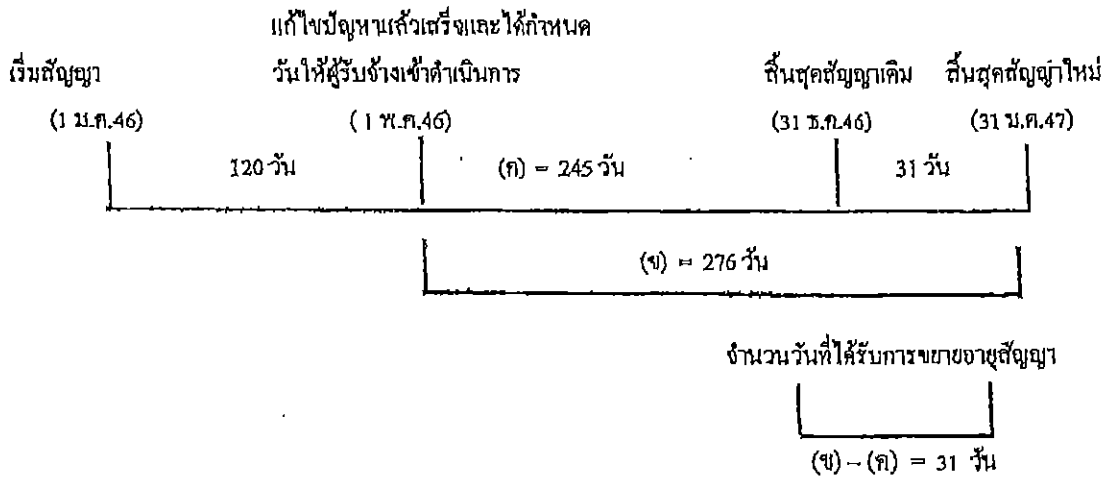 แก้ไขปัญหาแล้วเสร็จและได้กำหนด
เริ่มสัญญา วันให้ผู้รับจ้างเข้าดำเนินการ สิ้นสุดสัญญาเดิม สิ้นสุดสัญญาใหม่
(1 ม.ค.46) (1 พ.ค.46) (31 ธ.ค.46) (31 ม.ค.47)
120 วัน (ค) = 245 วัน 31 วัน
(ข) = 276 วัน
จำนวนวันที่ได้รับการขยายอายุสัญญา
(ข) – (ค) = 31 วัน